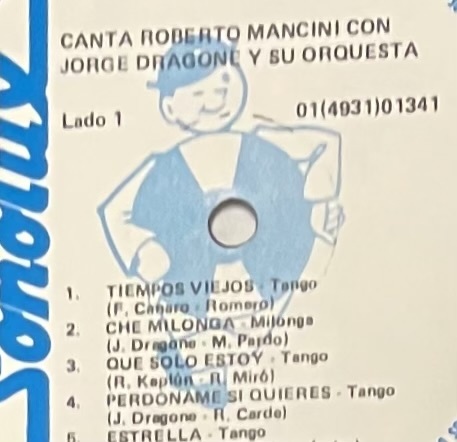 Sonolux
CANTA ROBERTO MANCINI CON
JORGE DRAGONE Y SU ORQUESTA
Lado 1
01(4931)01341
1. TIEMPOS VIEJOS - Tango
(F. Canaro - Romero)
2. CHE MILONGA - Milonga
(J. Dragone - M. Pardo)
3. QUE SOLO ESTOY - Tango
(R. Kaplún - R. Miró)
4. PERDONAME SI QUIERES - Tango
(J. Dragone - R. Carde)
5. ESTRELLA - Tango